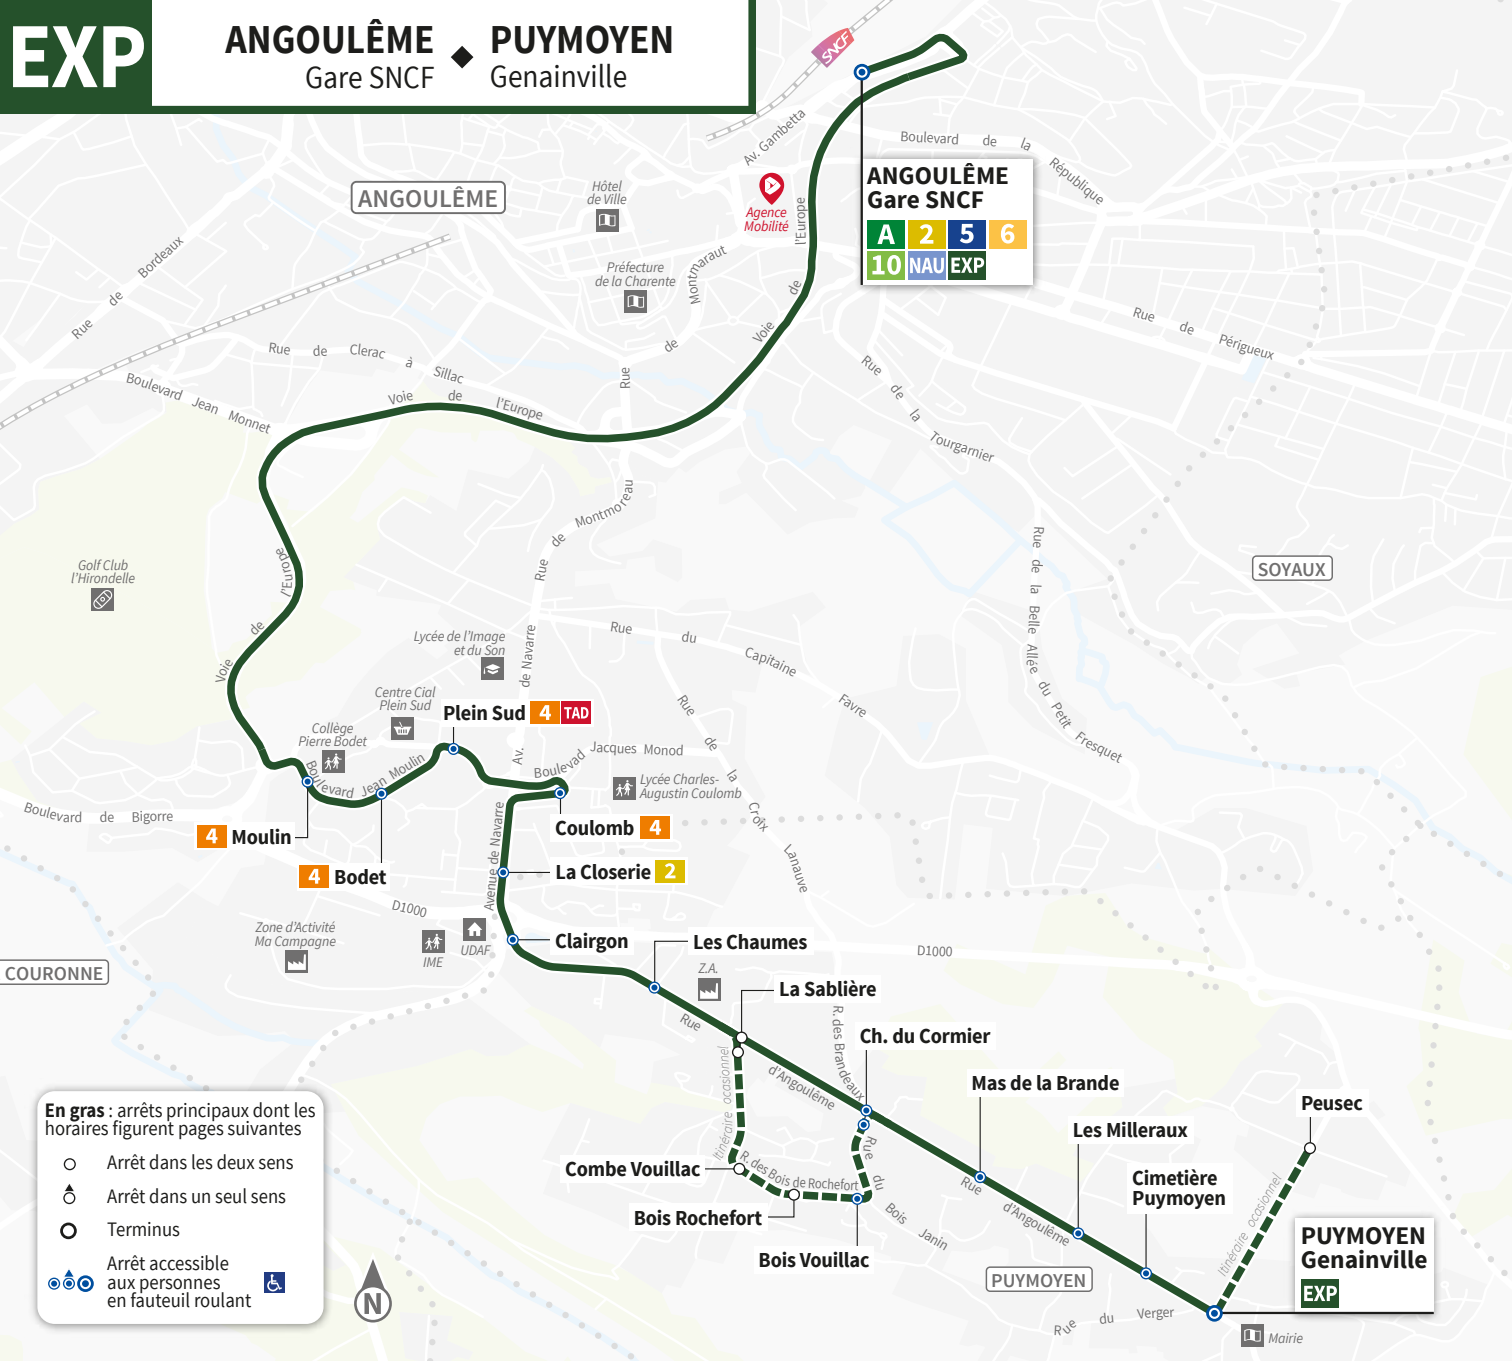 EXP
ANGOULÊME
Gare SNCF
PUYMOYEN
Genainville
SNCF
Av. Gambetta
Boulevard de la République
ANGOULÊME
Gare SNCF
A 2 5 6
10 NAU EXP
ANGOULÊME
Hôtel
de Ville
Agence
Mobilité
Préfecture
de la Charente
Rue de Montmaraut
Voie de l'Europe
Rue de Bordeaux
Rue de Périgueux
Rue de Clerac à Sillac
Boulevard Jean Monnet
Voie de l'Europe
Rue de la Tourgarnier
Rue de Montmoreau
Golf Club
l'Hirondelle
Voie de l'Europe
SOYAUX
Rue de la Belle Allée du Petit Fresquet
Lycée de l'Image
et du Son
Av. de Navarre
Rue du Capitaine Favre
Centre Cial
Plein Sud
Plein Sud 4 TAD
Collège
Pierre Bodet
Boulevard Jean Moulin
Boulevad Jacques Monod
Rue de la Croix Lanauve
Lycée Charles-
Augustin Coulomb
Boulevard de Bigorre
4 Moulin
Coulomb 4
4 Bodet
La Closerie 2
Avenue de Navarre
D1000
Zone d'Activité
Ma Campagne
IME
UDAF
Clairgon
Les Chaumes
D1000
COURONNE
Z.A.
La Sablière
Rue d'Angoulême
R. des Brandeaux
Ch. du Cormier
Itinéraire ocasionnel
Mas de la Brande
Peusec
Les Milleraux
Combe Vouillac
R. des Bois de Rochefort
Rue du Bois Janin
Cimetière
Puymoyen
Bois Rochefort
Rue d'Angoulême
Itinéraire ocasionnel
Bois Vouillac
PUYMOYEN
Genainville
EXP
PUYMOYEN
Rue du Verger
Mairie
En gras : arrêts principaux dont les
horaires figurent pages suivantes
Arrêt dans les deux sens
Arrêt dans un seul sens
Terminus
Arrêt accessible
aux personnes
en fauteuil roulant
N